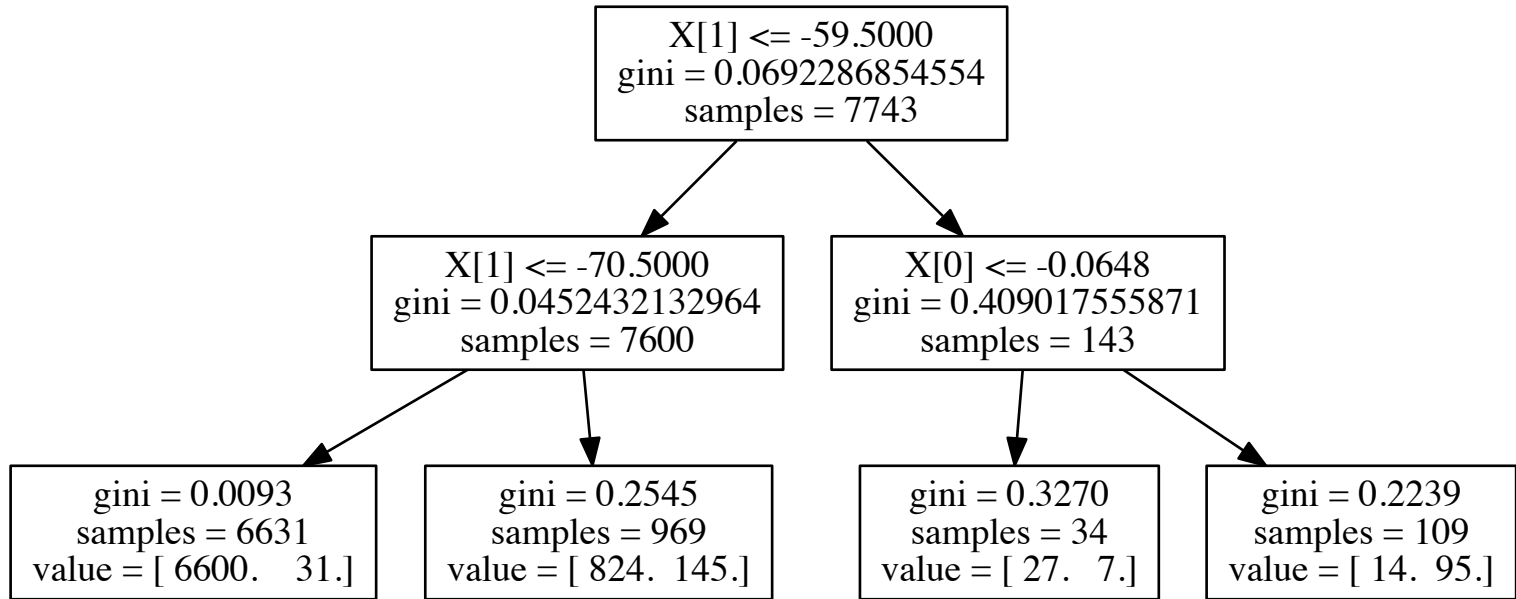 X[1] <= -59.5000
gini = 0.0692286854554
samples = 7743
X[1] <= -70.5000
gini = 0.0452432132964
samples = 7600
X[0] <= -0.0648
gini = 0.409017555871
samples = 143
gini = 0.0093
samples = 6631
value = [ 6600.    31.]
gini = 0.2545
samples = 969
value = [ 824.  145.]
gini = 0.3270
samples = 34
value = [ 27.   7.]
gini = 0.2239
samples = 109
value = [ 14.  95.]